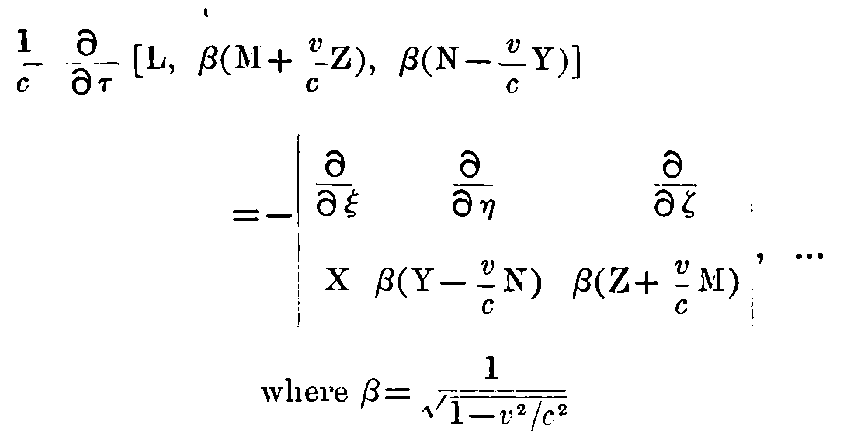 1/c ∂/∂τ [L, β(M+ v/c Z), β(N− v/c Y)]
=−| ∂/∂ξ ∂/∂η ∂/∂ζ
X β(Y− v/c N) β(Z+ v/c M) |, ...
where β= 1/√1−v²/c²